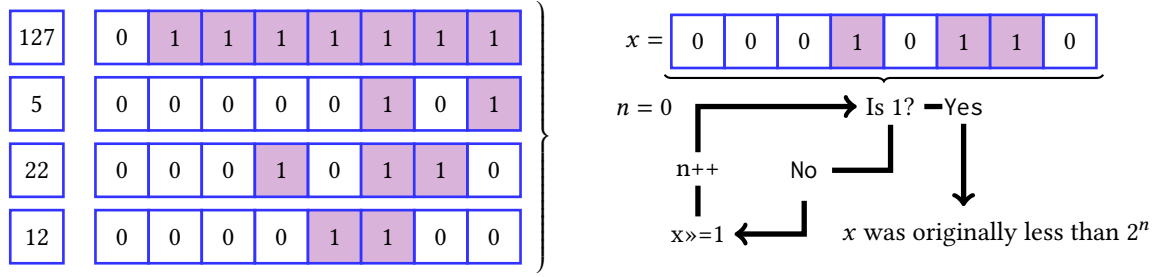 127 0 1 1 1 1 1 1 1
5 0 0 0 0 0 1 0 1
22 0 0 0 1 0 1 1 0
12 0 0 0 0 1 1 0 0
x = 0 0 0 1 0 1 1 0
n = 0 Is 1? Yes
n++ No
x»=1 x was originally less than 2ⁿ